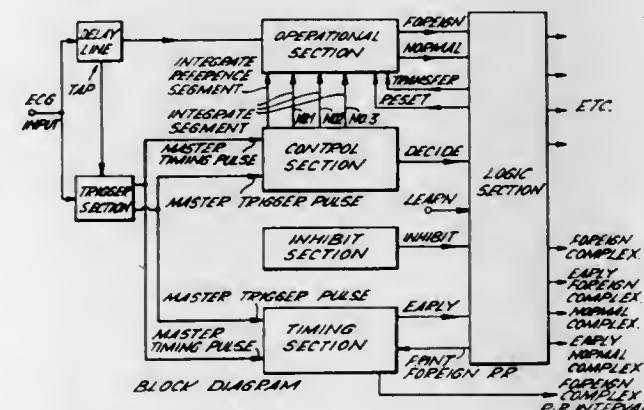 DELAY
LINE
TAP
ECG
INPUT
TRIGGER
SECTION
OPERATIONAL
SECTION
FOREIGN
NORMAL
TRANSFER
RESET
INTEGRATE
REFERENCE
SEGMENT
INTEGRATE
SEGMENT
NO.1
NO.2
NO.3
MASTER
TIMING PULSE
CONTROL
SECTION
DECIDE
MASTER TRIGGER PULSE
LEARN
LOGIC
SECTION
ETC.
INHIBIT
SECTION
INHIBIT
MASTER TRIGGER PULSE
MASTER
TIMING PULSE
TIMING
SECTION
EARLY
FOREIGN R.R.
FOREIGN
COMPLEX.
EARLY
FOREIGN
COMPLEX.
NORMAL
COMPLEX.
EARLY
NORMAL
COMPLEX
FOREIGN
COMPLEX
R-R INTERVAL
BLOCK DIAGRAM